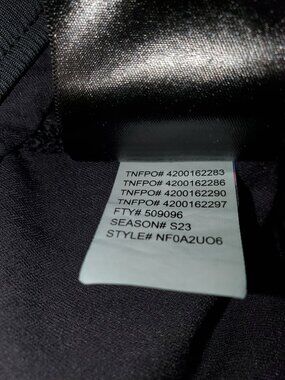 TNFPO# 4200162283
TNFPO# 4200162286
TNFPO# 4200162290
TNFPO# 4200162297
FTY# 509096
SEASON# S23
STYLE# NF0A2UO6